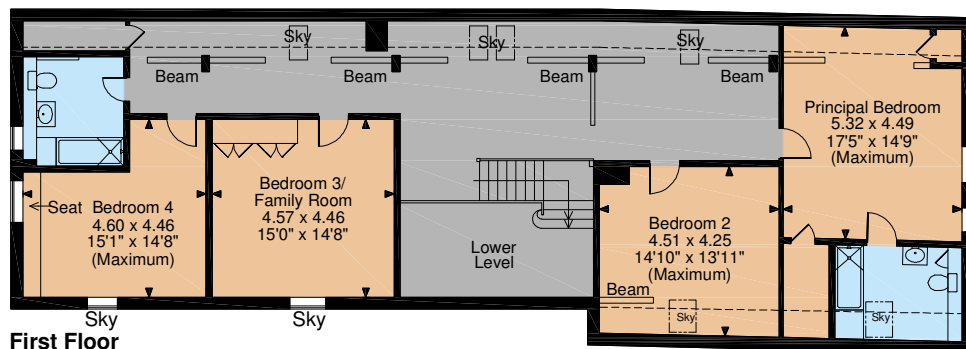 Sky
Sky
Sky
Beam
Beam
Beam
Beam
Principal Bedroom
5.32 x 4.49
17'5" x 14'9"
(Maximum)
Seat
Bedroom 4
4.60 x 4.46
15'1" x 14'8"
(Maximum)
Bedroom 3/
Family Room
4.57 x 4.46
15'0" x 14'8"
Lower
Level
Bedroom 2
4.51 x 4.25
14'10" x 13'11"
(Maximum)
Beam
Sky
Sky
Sky
Sky
First Floor